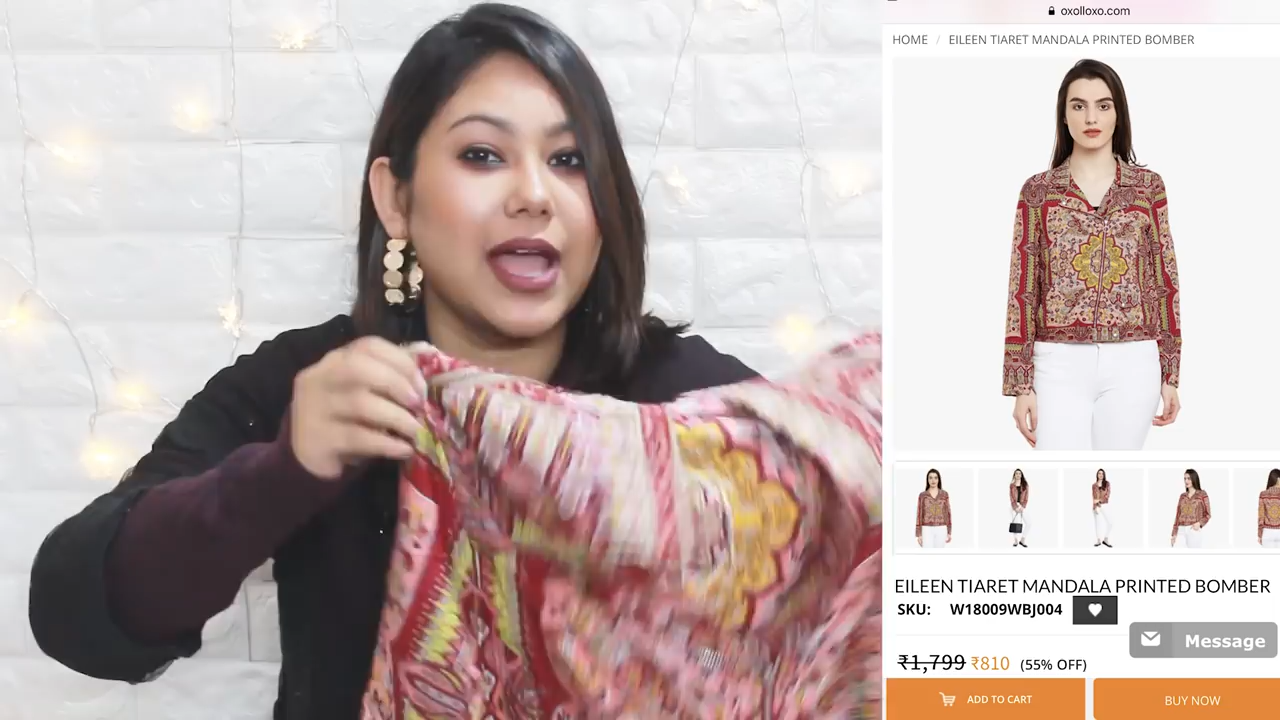 oxolloxo.com
HOME / EILEEN TIARET MANDALA PRINTED BOMBER
EILEEN TIARET MANDALA PRINTED BOMBER
SKU: W18009WBJ004
Message
₹1,799 ₹810 (55% OFF)
ADD TO CART
BUY NOW